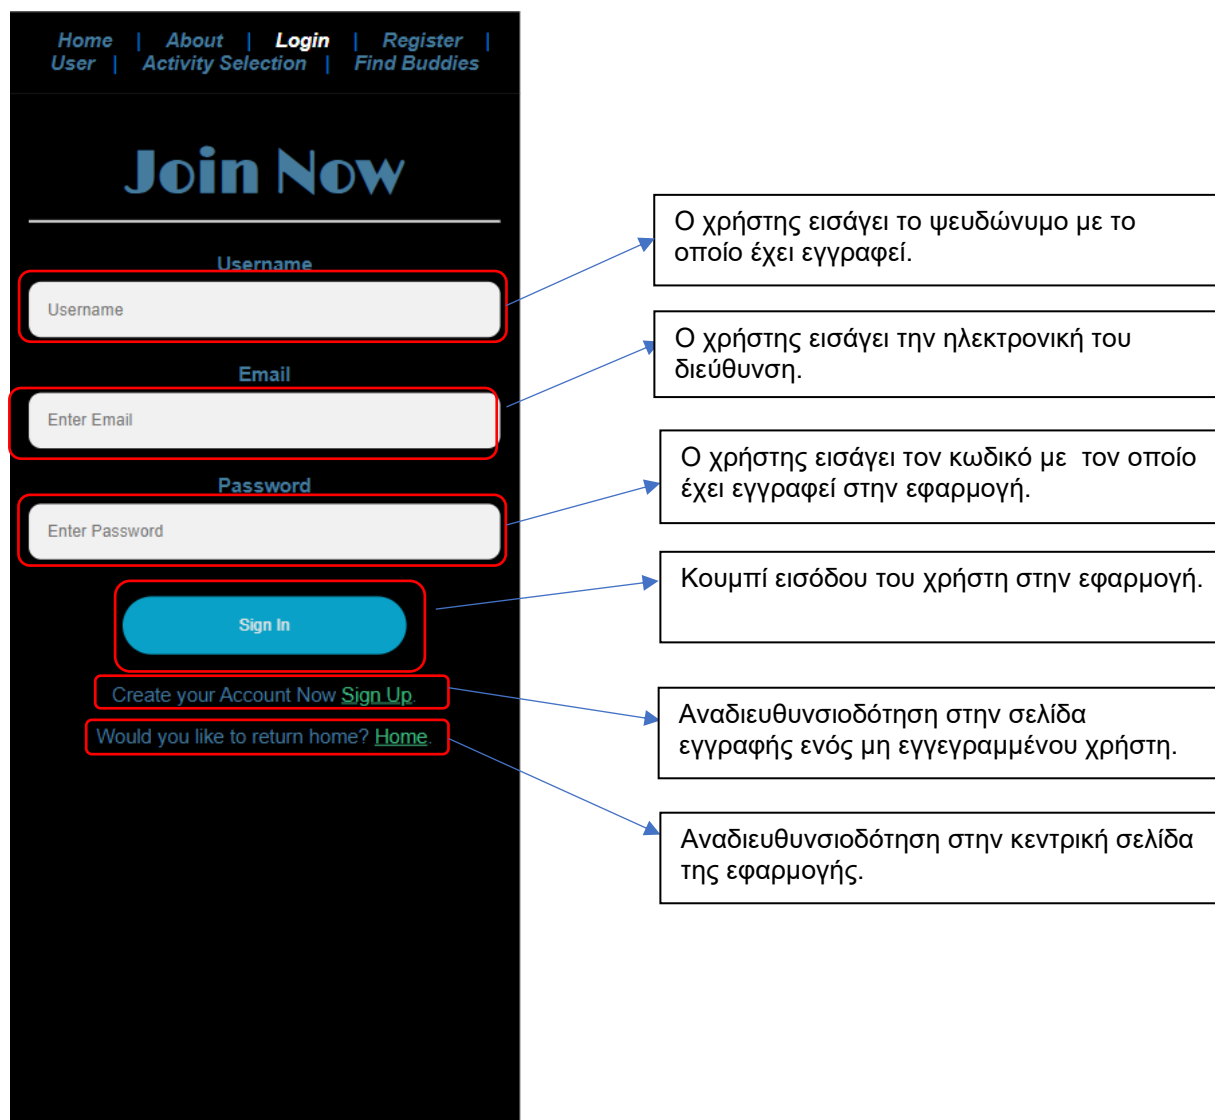 Home | About | Login | Register |
User | Activity Selection | Find Buddies
Join Now
Username
Username
Email
Enter Email
Password
Enter Password
Sign In
Create your Account Now Sign Up.
Would you like to return home? Home.
Ο χρήστης εισάγει το ψευδώνυμο με το
οποίο έχει εγγραφεί.
Ο χρήστης εισάγει την ηλεκτρονική του
διεύθυνση.
Ο χρήστης εισάγει τον κωδικό με τον οποίο
έχει εγγραφεί στην εφαρμογή.
Κουμπί εισόδου του χρήστη στην εφαρμογή.
Αναδιευθυνσιοδότηση στην σελίδα
εγγραφής ενός μη εγγεγραμμένου χρήστη.
Αναδιευθυνσιοδότηση στην κεντρική σελίδα
της εφαρμογής.